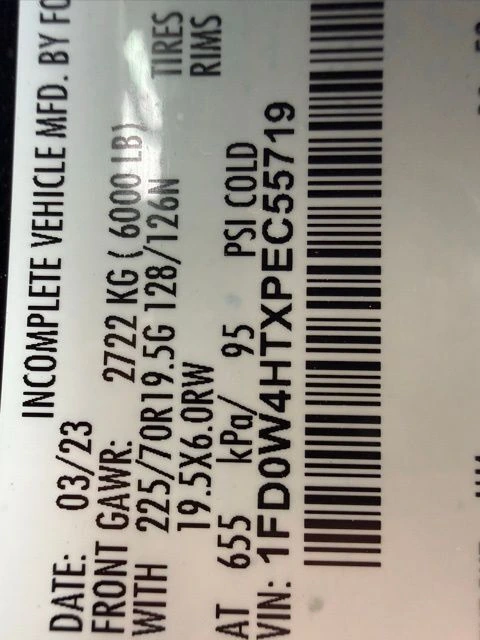 INCOMPLETE VEHICLE MFD. BY FO
DATE: 03/23
FRONT GAWR: 2722 KG ( 6000 LB)
WITH 225/70R19.5G 128/126N TIRES
19.5X6.0RW RIMS
AT 655 kPa/ 95 PSI COLD
VIN: 1FD0W4HTXPEC55719